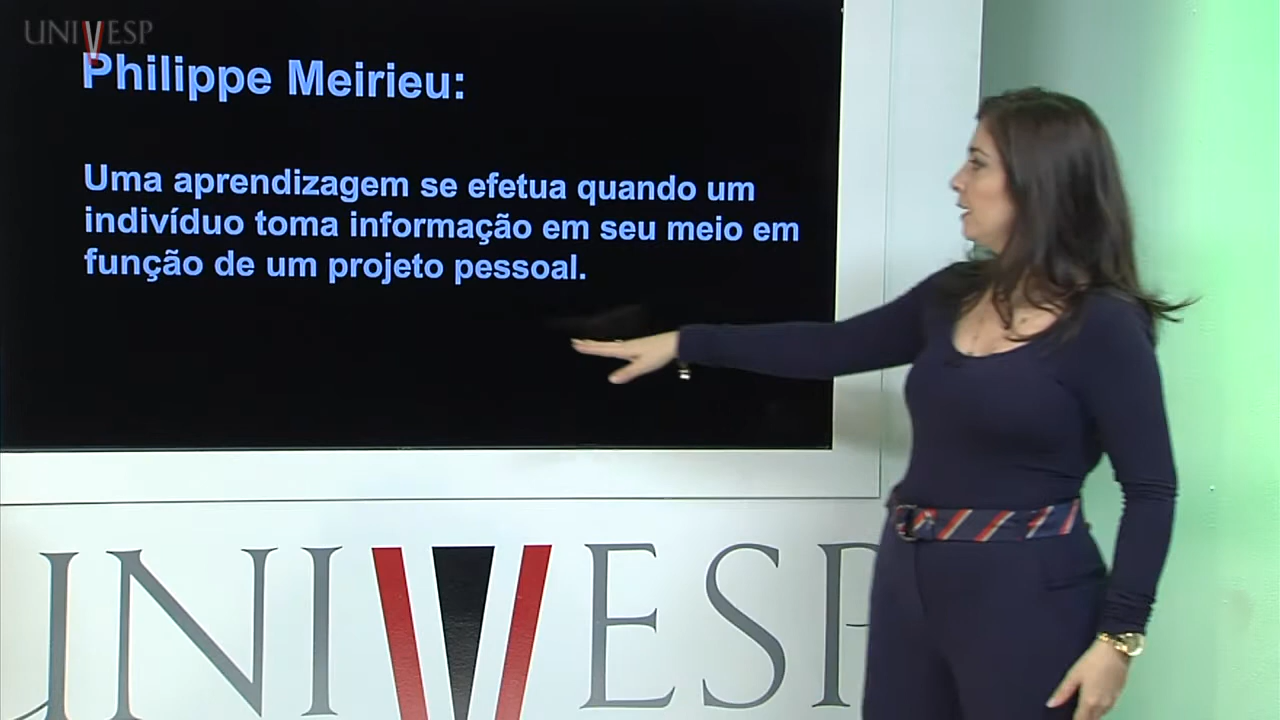 UNIVESP
Philippe Meirieu:
Uma aprendizagem se efetua quando um
indivíduo toma informação em seu meio em
função de um projeto pessoal.
UNIVESP